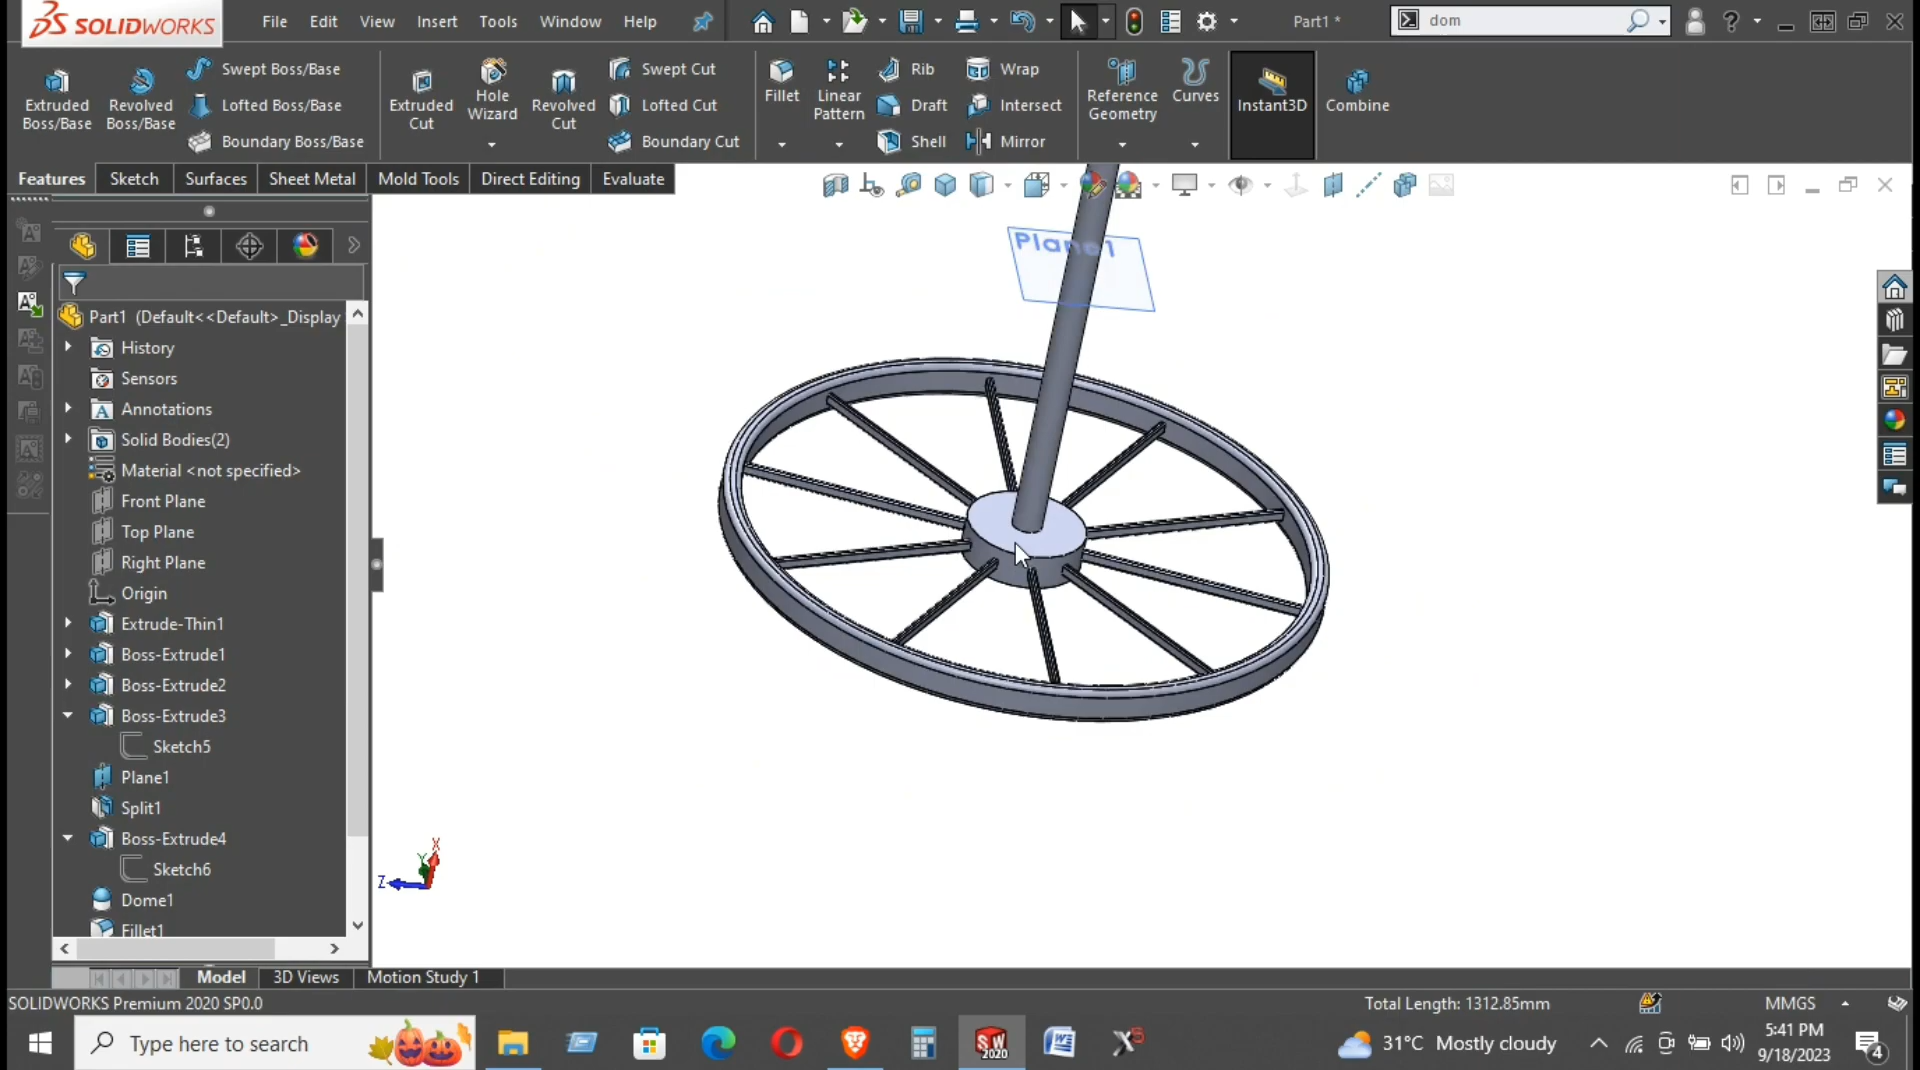 SOLIDWORKS File Edit View Insert Tools Window Help Part1 * dom
Extruded Boss/Base
Revolved Boss/Base
Swept Boss/Base
Lofted Boss/Base
Boundary Boss/Base
Extruded Cut
Hole Wizard
Revolved Cut
Swept Cut
Lofted Cut
Boundary Cut
Fillet
Linear Pattern
Rib
Draft
Shell
Wrap
Intersect
Mirror
Reference Geometry
Curves
Instant3D
Combine
Features Sketch Surfaces Sheet Metal Mold Tools Direct Editing Evaluate
Plane1
Part1 (Default<<Default>_Display
History
Sensors
Annotations
Solid Bodies(2)
Material <not specified>
Front Plane
Top Plane
Right Plane
Origin
Extrude-Thin1
Boss-Extrude1
Boss-Extrude2
Boss-Extrude3
Sketch5
Plane1
Split1
Boss-Extrude4
Sketch6
Dome1
Fillet1
X
Y
Z
Model 3D Views Motion Study 1
SOLIDWORKS Premium 2020 SP0.0 Total Length: 1312.85mm MMGS
Type here to search
SW 2020
31°C Mostly cloudy
5:41 PM
9/18/2023
4